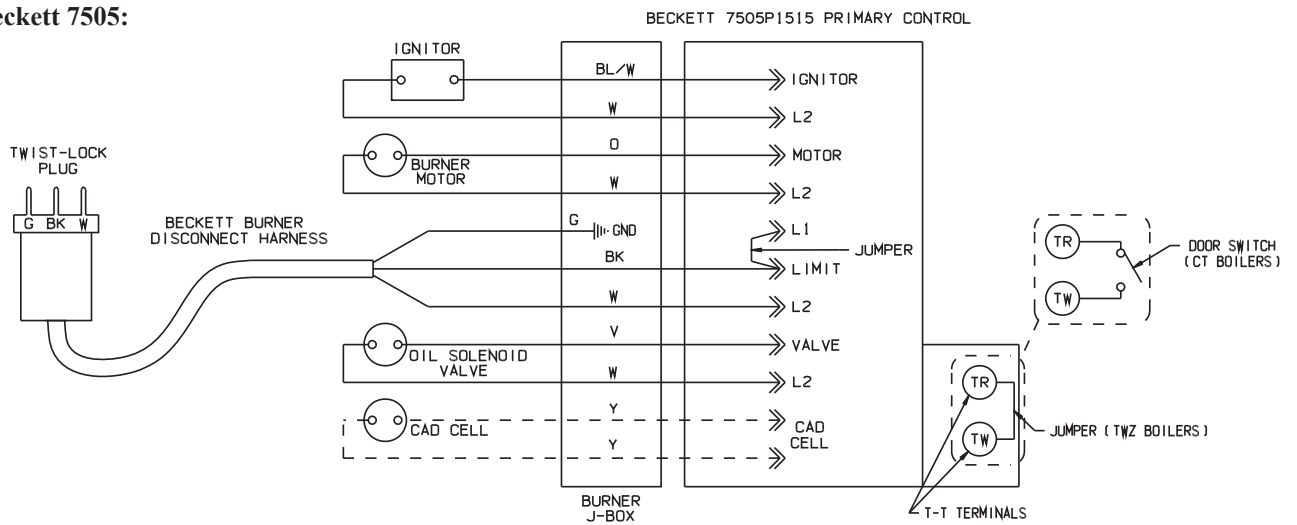 eckett 7505:
BECKETT 7505P1515 PRIMARY CONTROL
IGNITOR
BL/W
IGNITOR
W
L2
TWIST-LOCK
PLUG
G BK W
BURNER
MOTOR
O
MOTOR
W
L2
BECKETT BURNER
DISCONNECT HARNESS
G
GND
L1
JUMPER
BK
LIMIT
W
L2
TR
TW
DOOR SWITCH
(CT BOILERS)
OIL SOLENOID
VALVE
V
VALVE
W
L2
CAD CELL
Y
Y
CAD
CELL
TR
TW
JUMPER (TWZ BOILERS)
BURNER
J-BOX
T-T TERMINALS